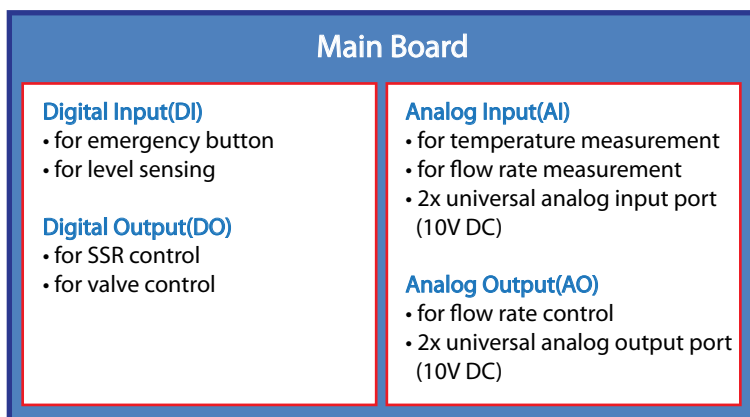 Main Board
Digital Input(DI)
• for emergency button
• for level sensing
Digital Output(DO)
• for SSR control
• for valve control
Analog Input(AI)
• for temperature measurement
• for flow rate measurement
• 2x universal analog input port
(10V DC)
Analog Output(AO)
• for flow rate control
• 2x universal analog output port
(10V DC)